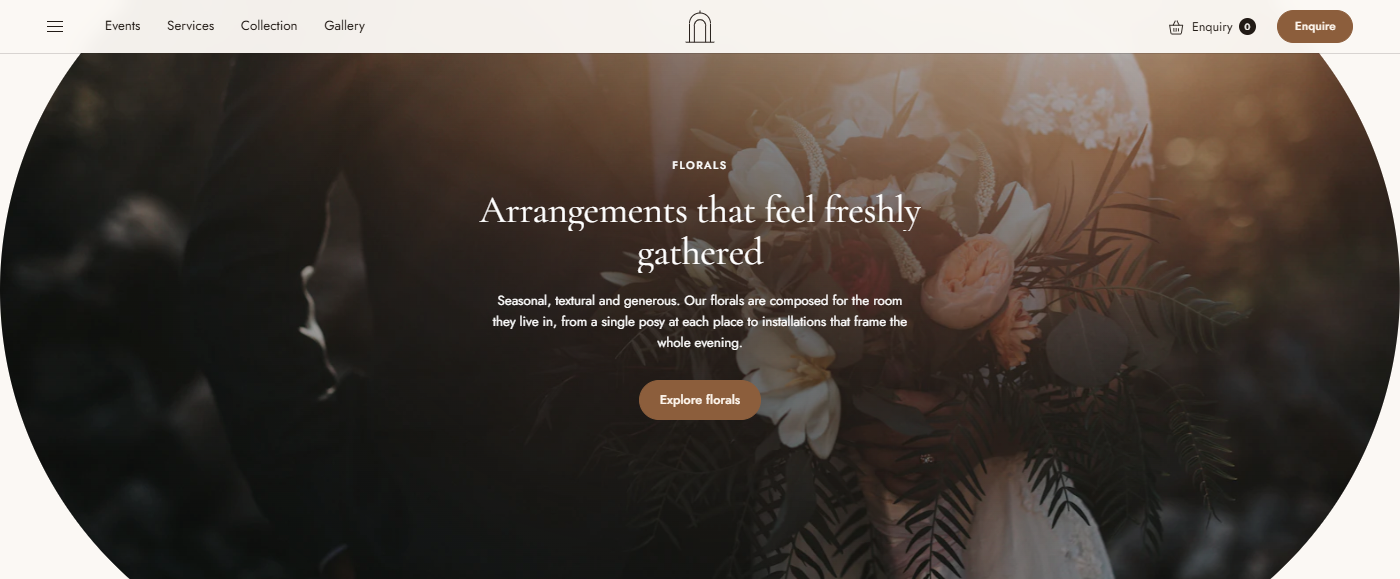 Events
Services
Collection
Gallery
Enquiry
0
Enquire
FLORALS
Arrangements that feel freshly
gathered
Seasonal, textural and generous. Our florals are composed for the room
they live in, from a single posy at each place to installations that frame the
whole evening.
Explore florals